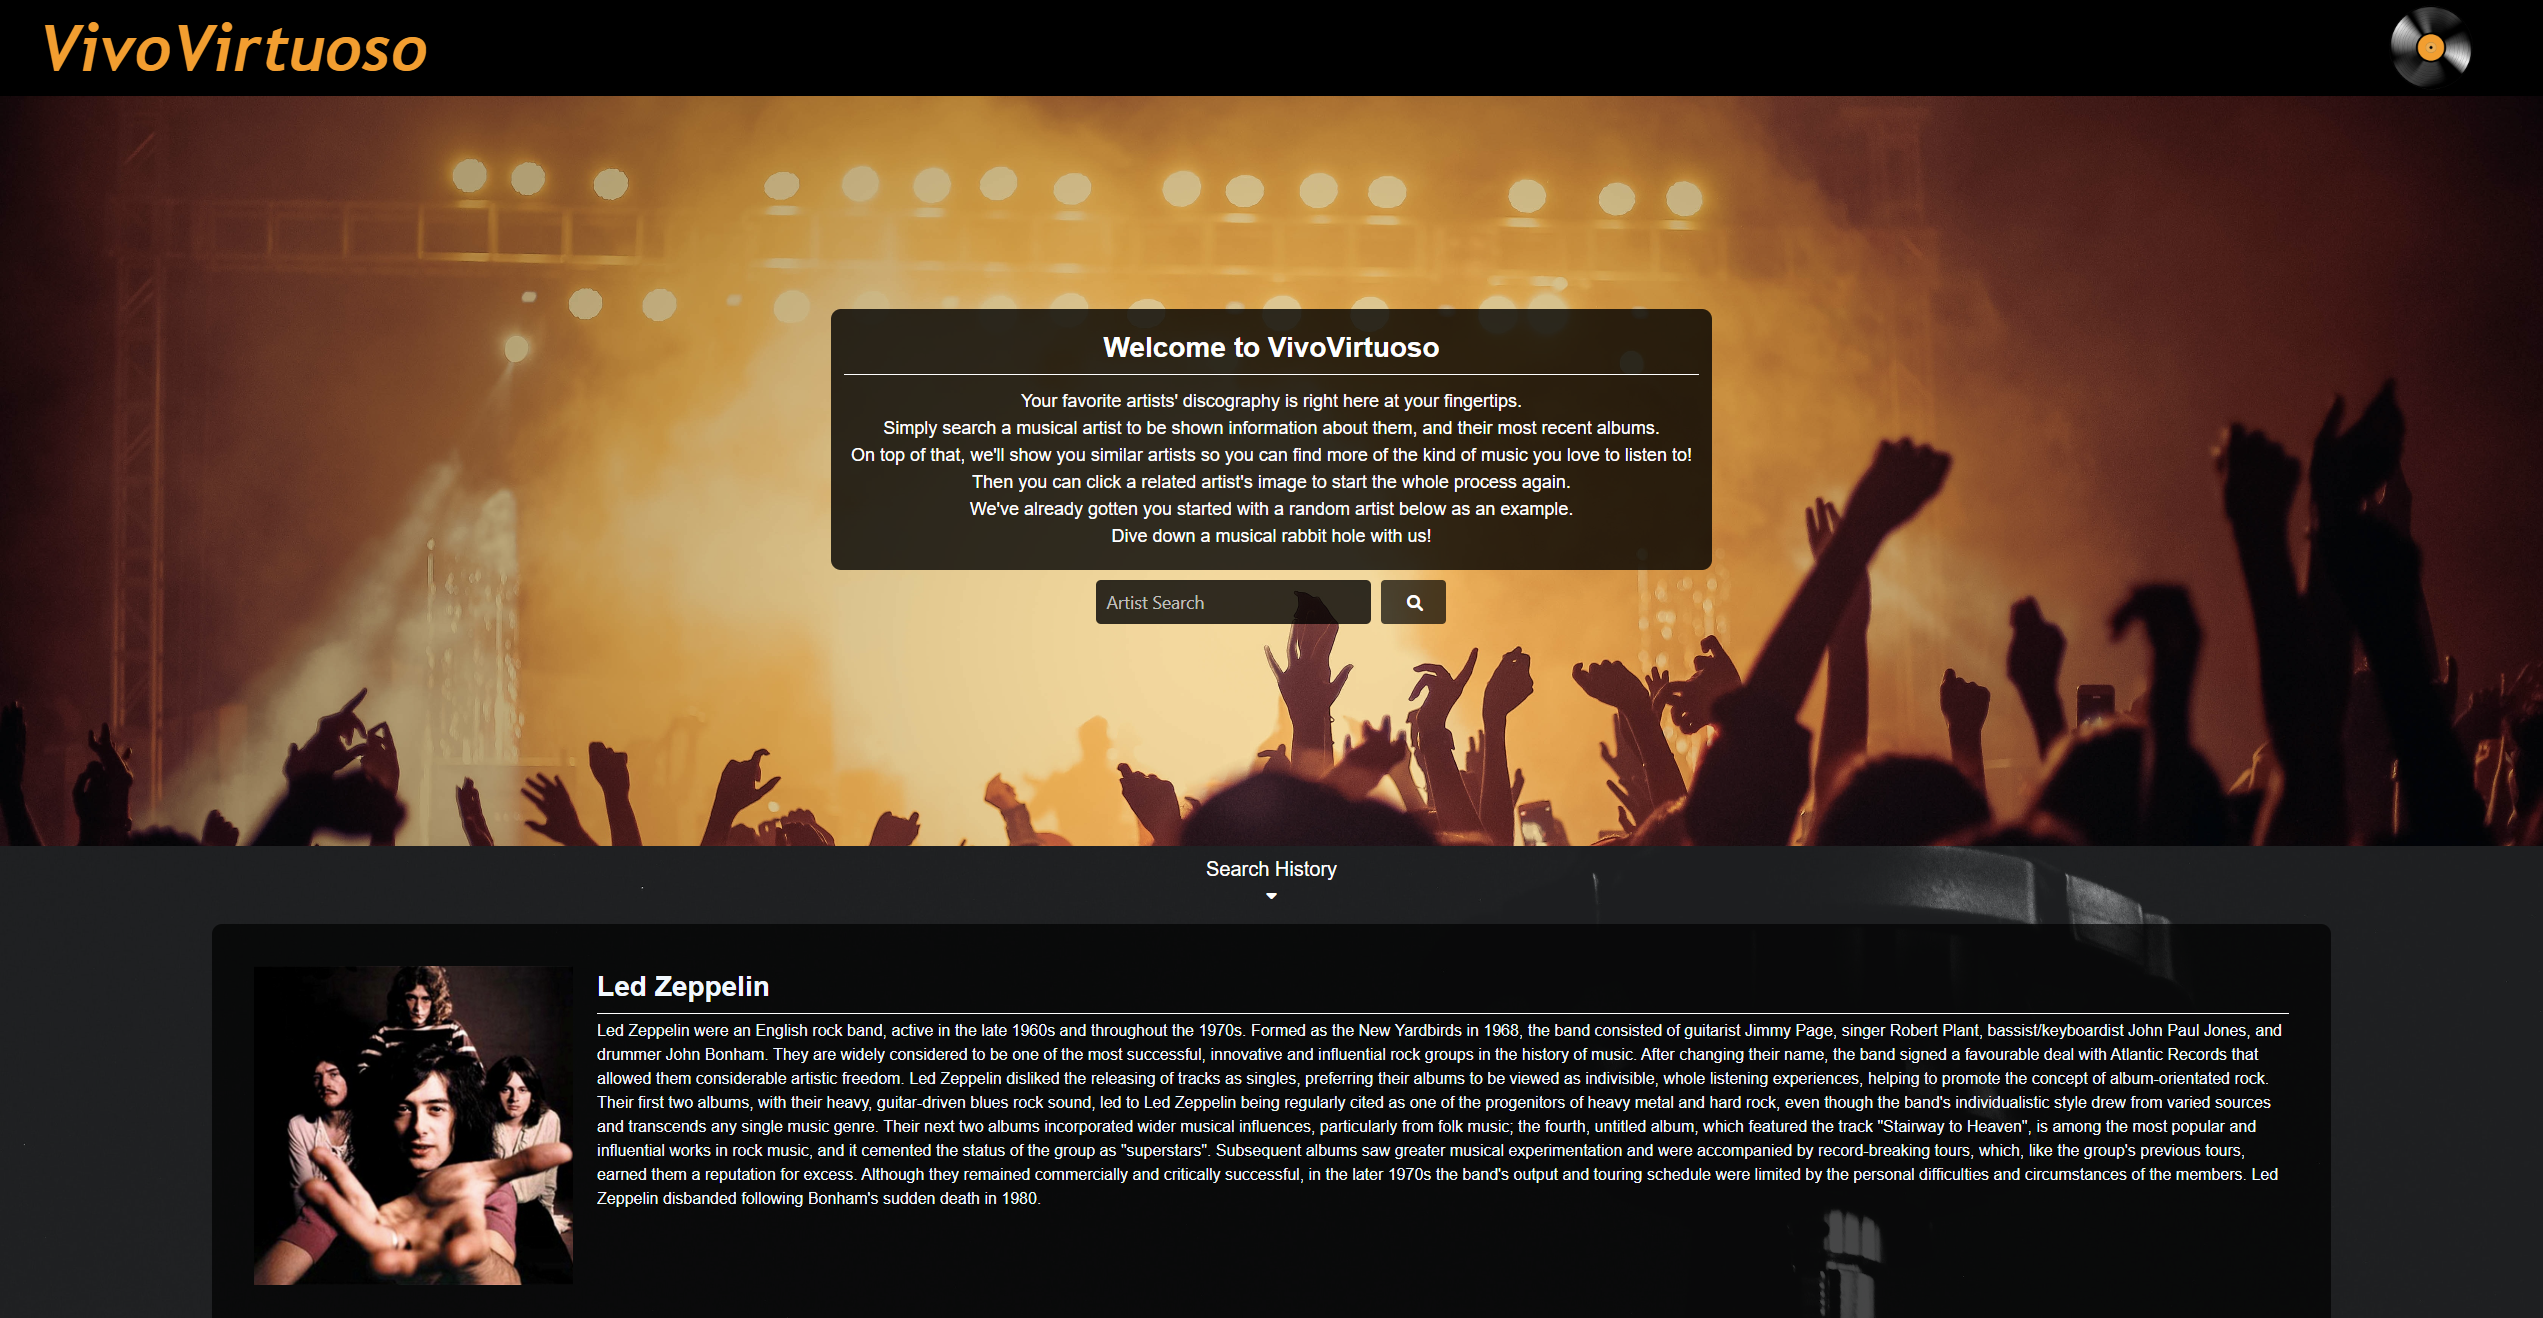 VivoVirtuoso
Welcome to VivoVirtuoso
Your favorite artists' discography is right here at your fingertips.
Simply search a musical artist to be shown information about them, and their most recent albums.
On top of that, we'll show you similar artists so you can find more of the kind of music you love to listen to!
Then you can click a related artist's image to start the whole process again.
We've already gotten you started with a random artist below as an example.
Dive down a musical rabbit hole with us!
Artist Search
Search History
Led Zeppelin
Led Zeppelin were an English rock band, active in the late 1960s and throughout the 1970s. Formed as the New Yardbirds in 1968, the band consisted of guitarist Jimmy Page, singer Robert Plant, bassist/keyboardist John Paul Jones, and
drummer John Bonham. They are widely considered to be one of the most successful, innovative and influential rock groups in the history of music. After changing their name, the band signed a favourable deal with Atlantic Records that
allowed them considerable artistic freedom. Led Zeppelin disliked the releasing of tracks as singles, preferring their albums to be viewed as indivisible, whole listening experiences, helping to promote the concept of album-orientated rock.
Their first two albums, with their heavy, guitar-driven blues rock sound, led to Led Zeppelin being regularly cited as one of the progenitors of heavy metal and hard rock, even though the band's individualistic style drew from varied sources
and transcends any single music genre. Their next two albums incorporated wider musical influences, particularly from folk music; the fourth, untitled album, which featured the track "Stairway to Heaven", is among the most popular and
influential works in rock music, and it cemented the status of the group as "superstars". Subsequent albums saw greater musical experimentation and were accompanied by record-breaking tours, which, like the group's previous tours,
earned them a reputation for excess. Although they remained commercially and critically successful, in the later 1970s the band's output and touring schedule were limited by the personal difficulties and circumstances of the members. Led
Zeppelin disbanded following Bonham's sudden death in 1980.